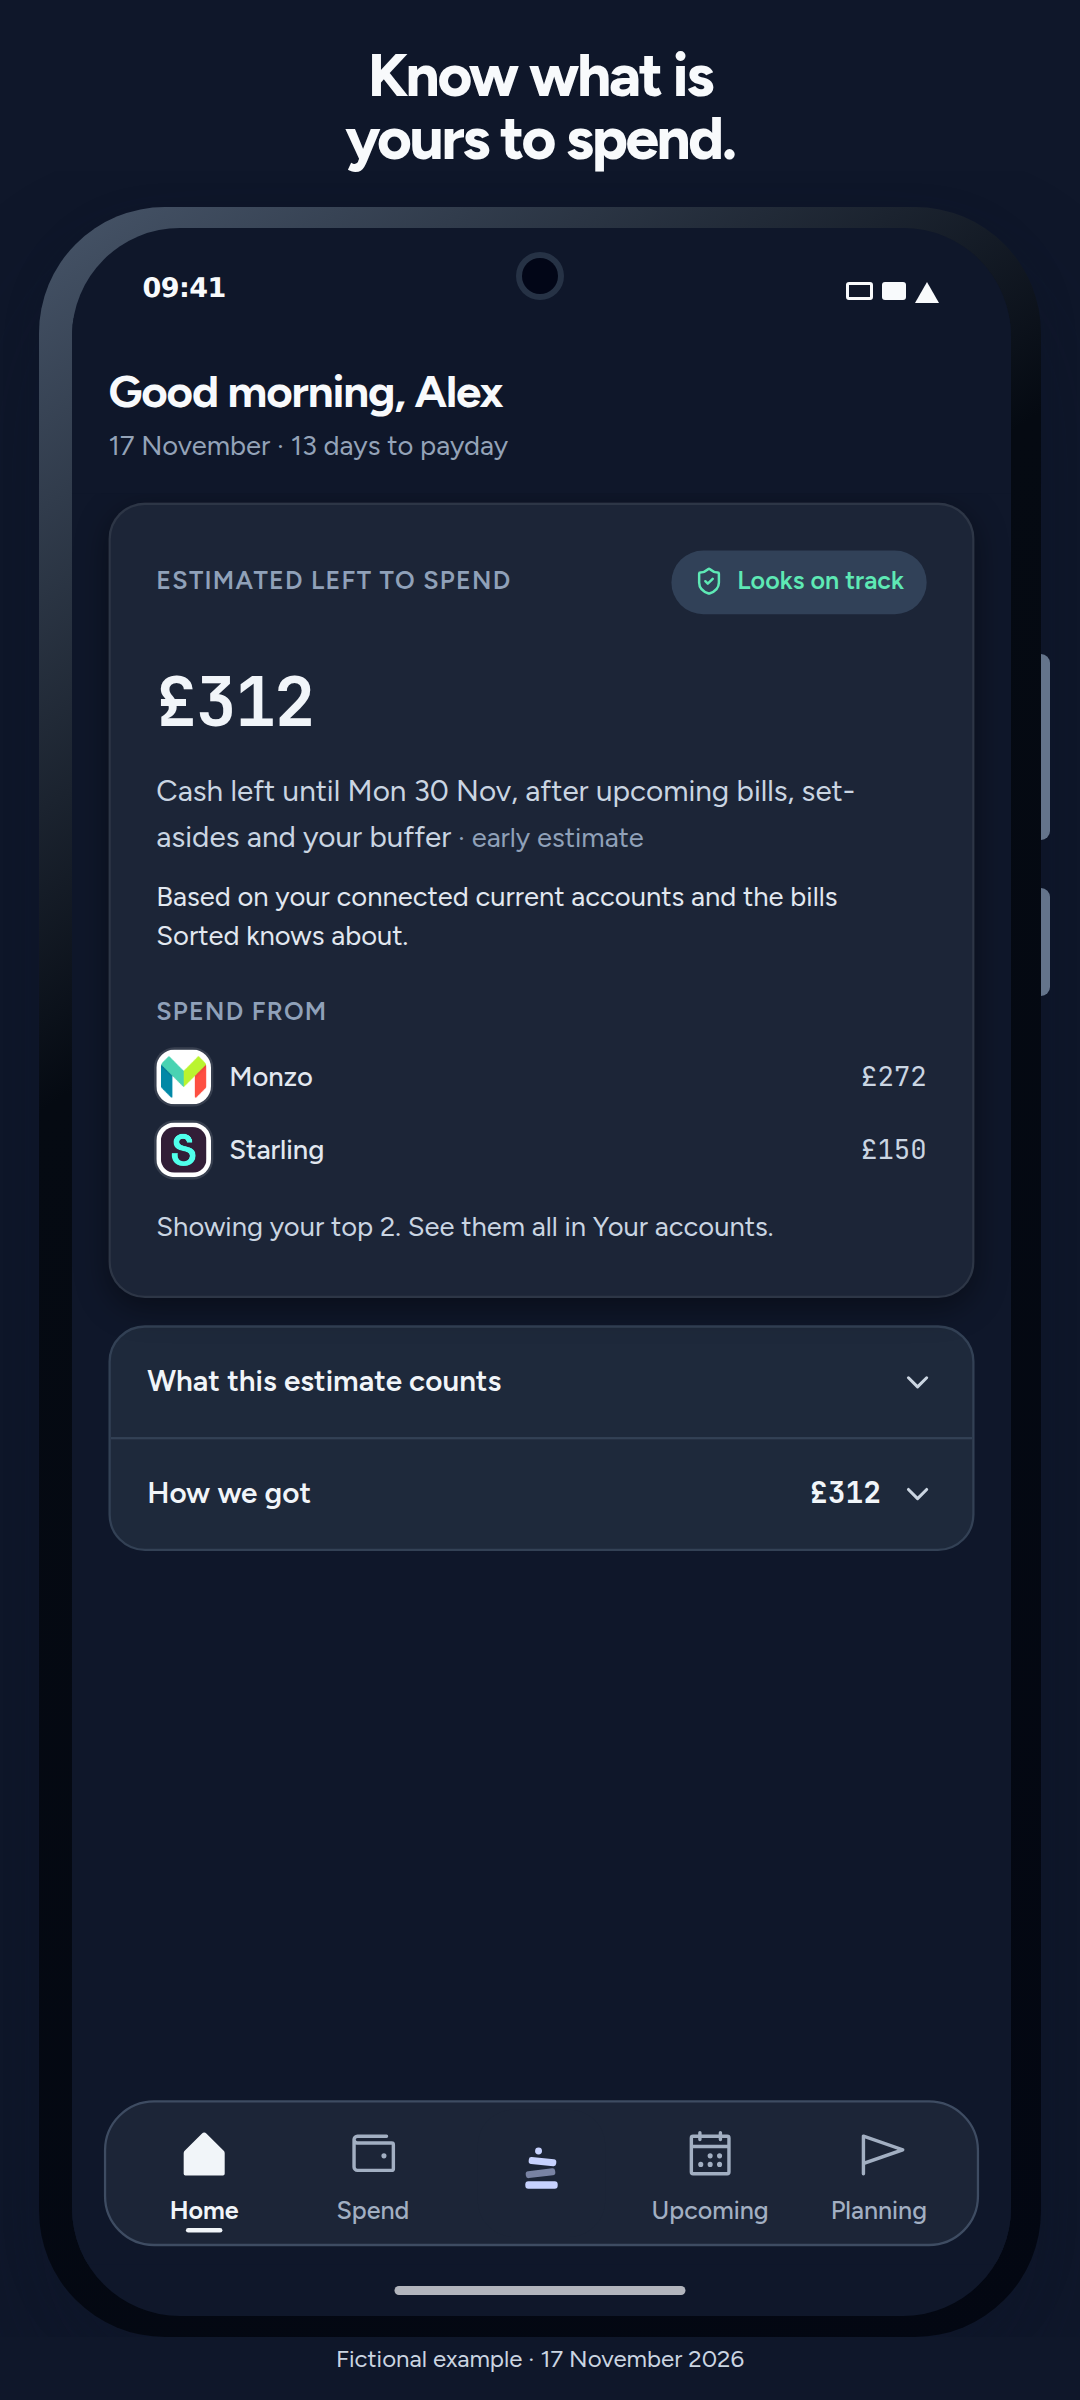 Know what is
yours to spend.
09:41
Good morning, Alex
17 November · 13 days to payday
ESTIMATED LEFT TO SPEND
Looks on track
£312
Cash left until Mon 30 Nov, after upcoming bills, set-
asides and your buffer · early estimate
Based on your connected current accounts and the bills
Sorted knows about.
SPEND FROM
Monzo £272
Starling £150
Showing your top 2. See them all in Your accounts.
What this estimate counts
How we got £312
Home Spend Upcoming Planning
Fictional example · 17 November 2026